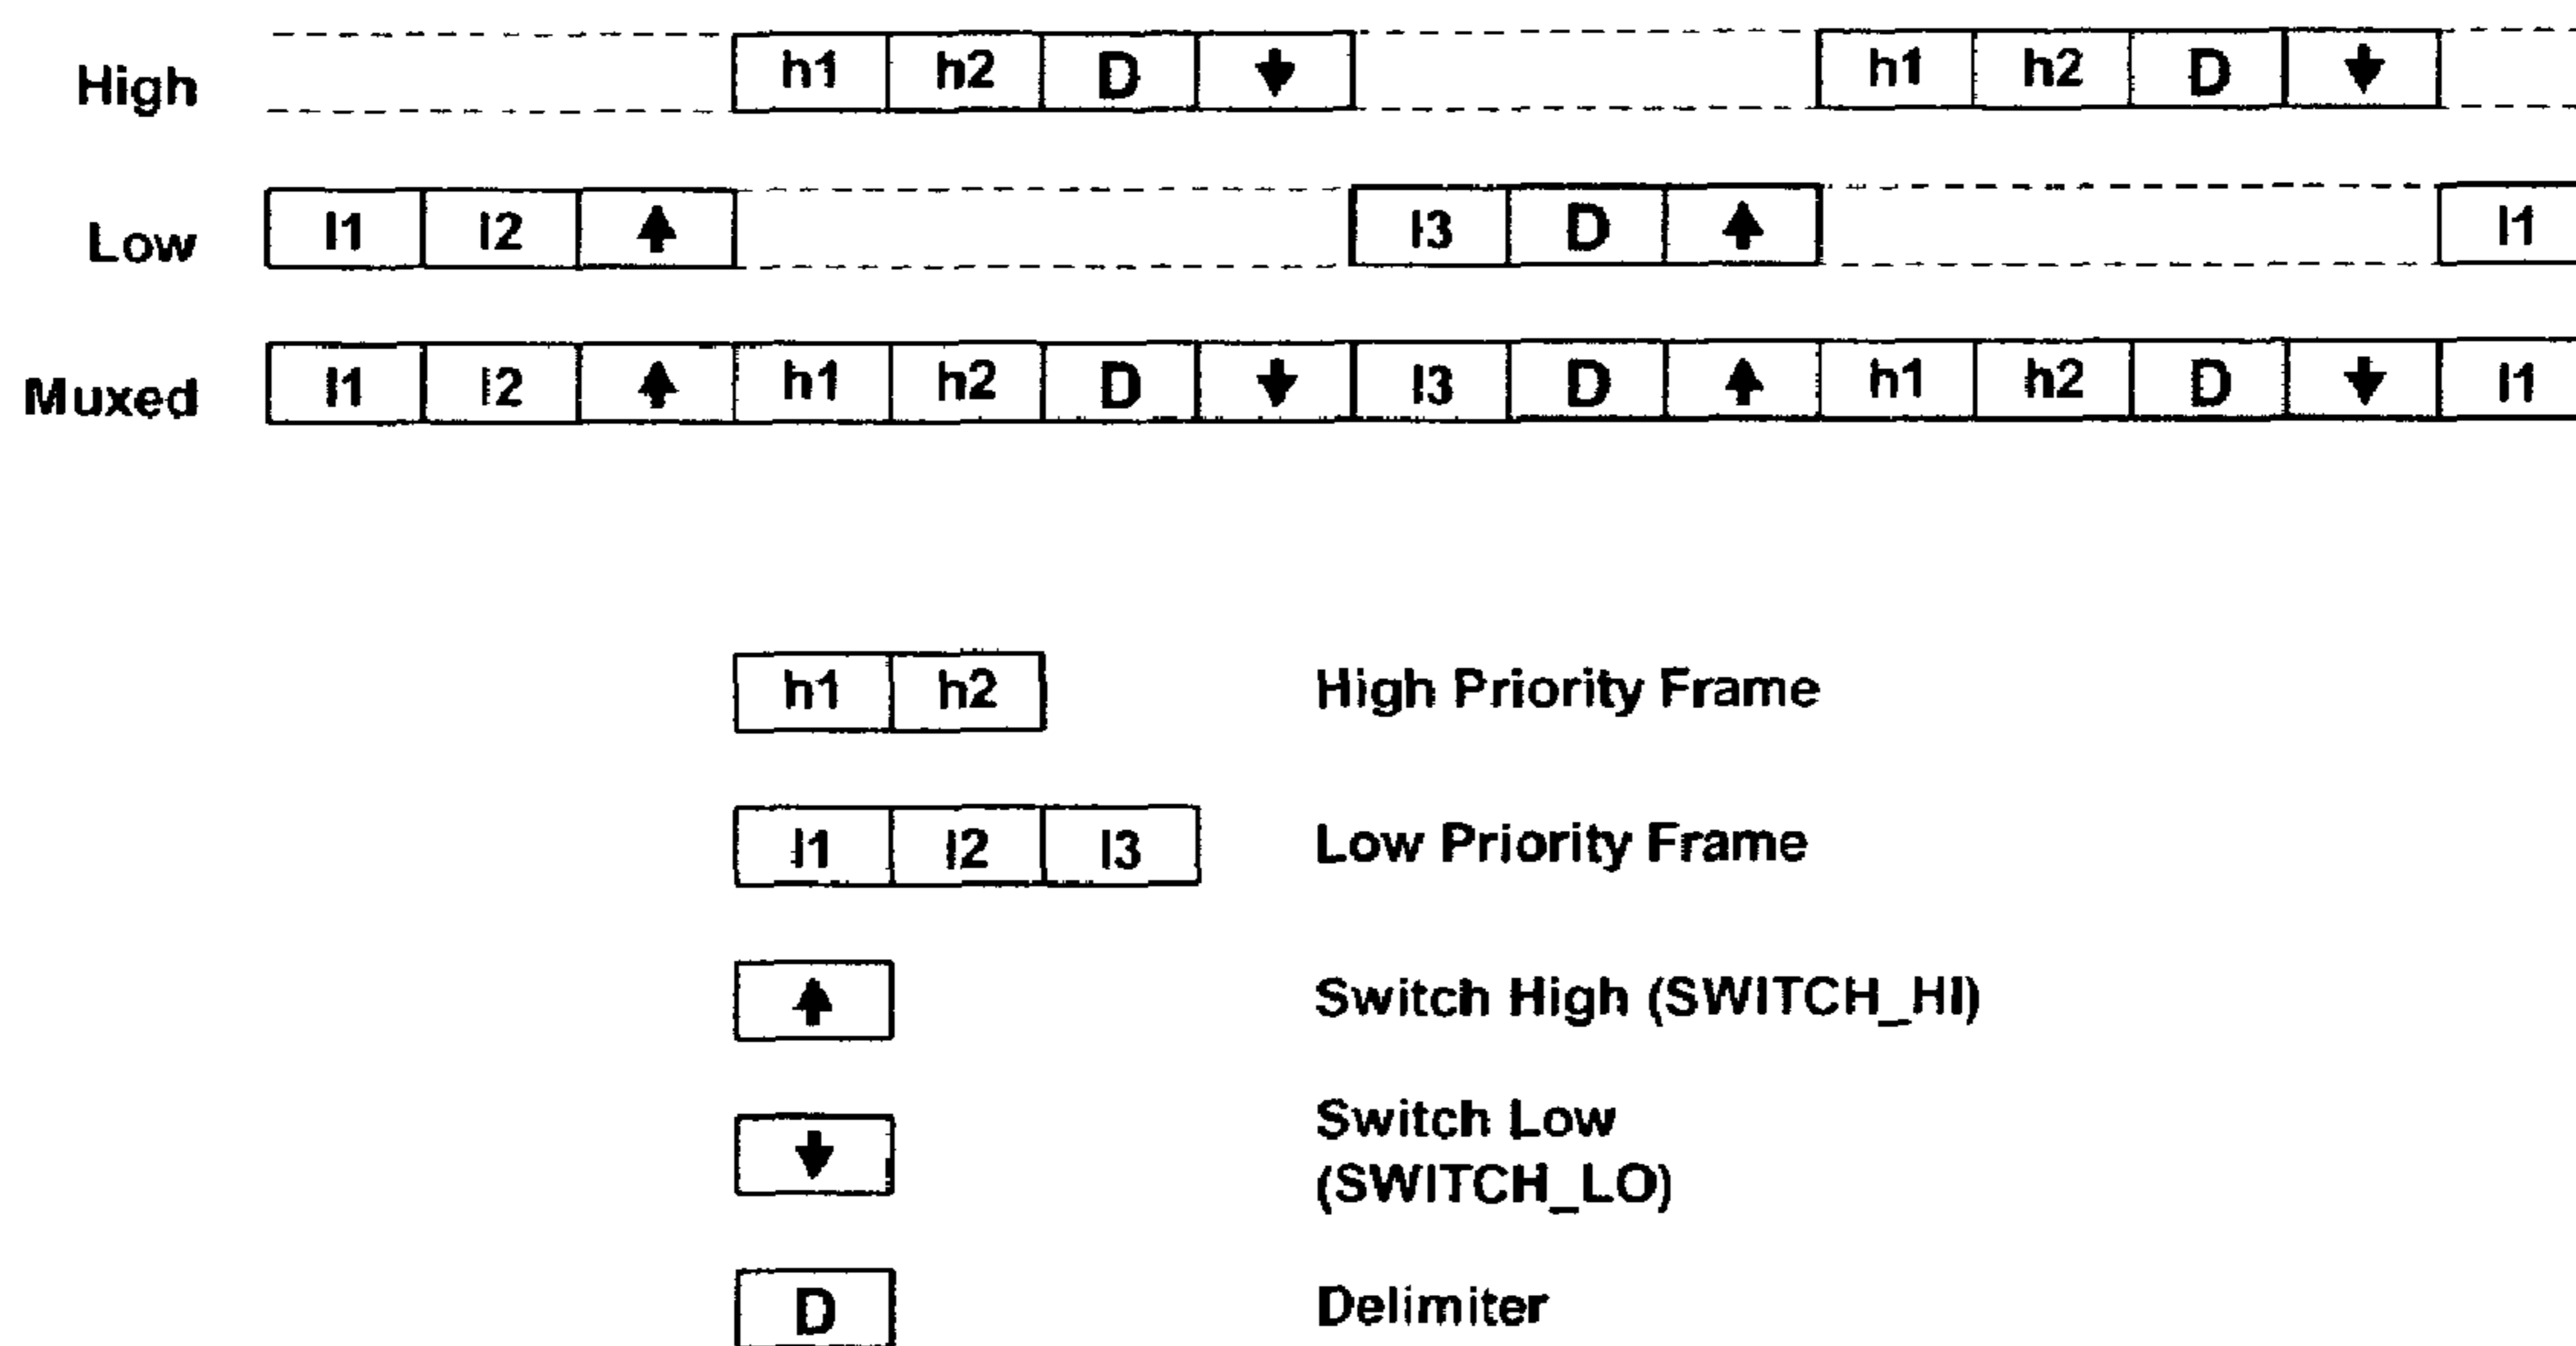 High h1 h2 D ↓ h1 h2 D ↓
Low l1 l2 ↑ l3 D ↑ l1
Muxed l1 l2 ↑ h1 h2 D ↓ l3 D ↑ h1 h2 D ↓ l1
h1 h2 High Priority Frame
l1 l2 l3 Low Priority Frame
↑ Switch High (SWITCH_HI)
↓ Switch Low
(SWITCH_LO)
D Delimiter